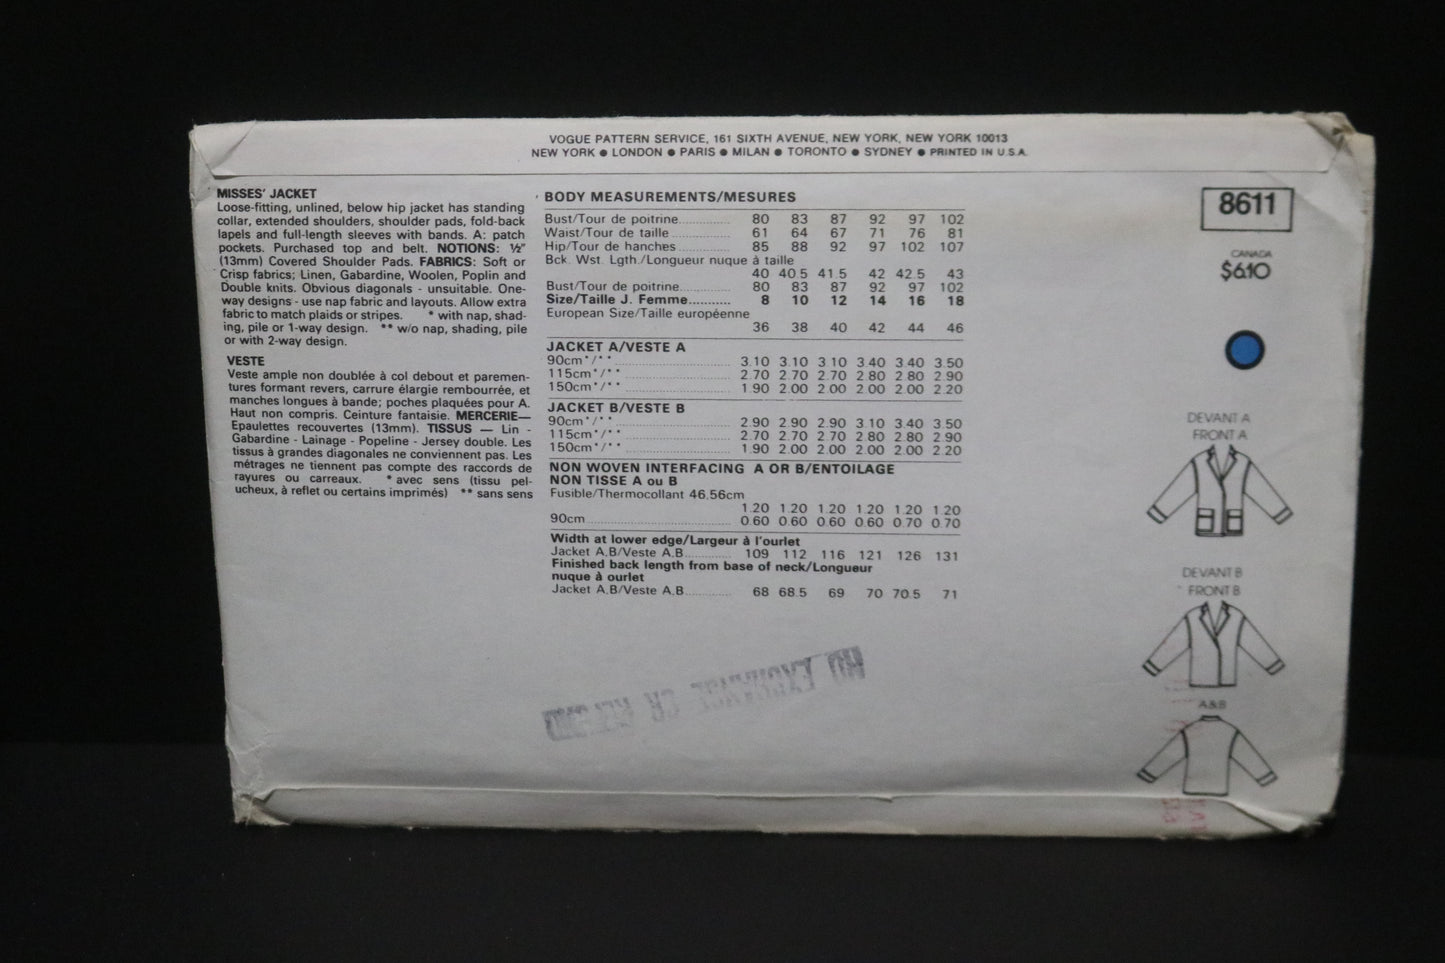 VOGUE PATTERN SERVICE, 161 SIXTH AVENUE, NEW YORK, NEW YORK 10013
NEW YORK ● LONDON ● PARIS ● MILAN ● TORONTO ● SYDNEY ● PRINTED IN U.S.A.
MISSES' JACKET
Loose-fitting, unlined, below hip jacket has standing
collar, extended shoulders, shoulder pads, fold-back
lapels and full-length sleeves with bands. A: patch
pockets. Purchased top and belt. NOTIONS: ½"
(13mm) Covered Shoulder Pads. FABRICS: Soft or
Crisp fabrics; Linen, Gabardine, Woolen, Poplin and
Double knits. Obvious diagonals - unsuitable. One-
way designs - use nap fabric and layouts. Allow extra
fabric to match plaids or stripes. * with nap, shad-
ing, pile or 1-way design. ** w/o nap, shading, pile
or with 2-way design.
VESTE
Veste ample non doublée à col debout et paremen-
tures formant revers, carrure élargie rembourrée, et
manches longues à bande; poches plaquées pour A.
Haut non compris. Ceinture fantaisie. MERCERIE—
Epaulettes recouvertes (13mm). TISSUS — Lin -
Gabardine - Lainage - Popeline - Jersey double. Les
tissus à grandes diagonales ne conviennent pas. Les
métrages ne tiennent pas compte des raccords de
rayures ou carreaux. * avec sens (tissu pel-
ucheux, à reflet ou certains imprimés) ** sans sens
BODY MEASUREMENTS/MESURES
Bust/Tour de poitrine 80 83 87 92 97 102
Waist/Tour de taille 61 64 67 71 76 81
Hip/Tour de hanches 85 88 92 97 102 107
Bck. Wst. Lgth./Longueur nuque à taille
40 40.5 41.5 42 42.5 43
Bust/Tour de poitrine 80 83 87 92 97 102
Size/Taille J. Femme 8 10 12 14 16 18
European Size/Taille européenne
36 38 40 42 44 46
JACKET A/VESTE A
90cm*/** 3.10 3.10 3.10 3.40 3.40 3.50
115cm*/** 2.70 2.70 2.70 2.80 2.80 2.90
150cm*/** 1.90 2.00 2.00 2.00 2.00 2.20
JACKET B/VESTE B
90cm*/** 2.90 2.90 2.90 3.10 3.40 3.50
115cm*/** 2.70 2.70 2.70 2.80 2.80 2.90
150cm*/** 1.90 2.00 2.00 2.00 2.00 2.20
NON WOVEN INTERFACING A OR B/ENTOILAGE
NON TISSE A ou B
Fusible/Thermocollant 46,56cm
1.20 1.20 1.20 1.20 1.20 1.20
90cm 0.60 0.60 0.60 0.60 0.70 0.70
Width at lower edge/Largeur à l'ourlet
Jacket A,B/Veste A,B 109 112 116 121 126 131
Finished back length from base of neck/Longueur
nuque à ourlet
Jacket A,B/Veste A,B 68 68.5 69 70 70.5 71
8611
CANADA
$6.10
DEVANT A
FRONT A
DEVANT B
FRONT B
A&B
NO EXCHANGE OR REFUND